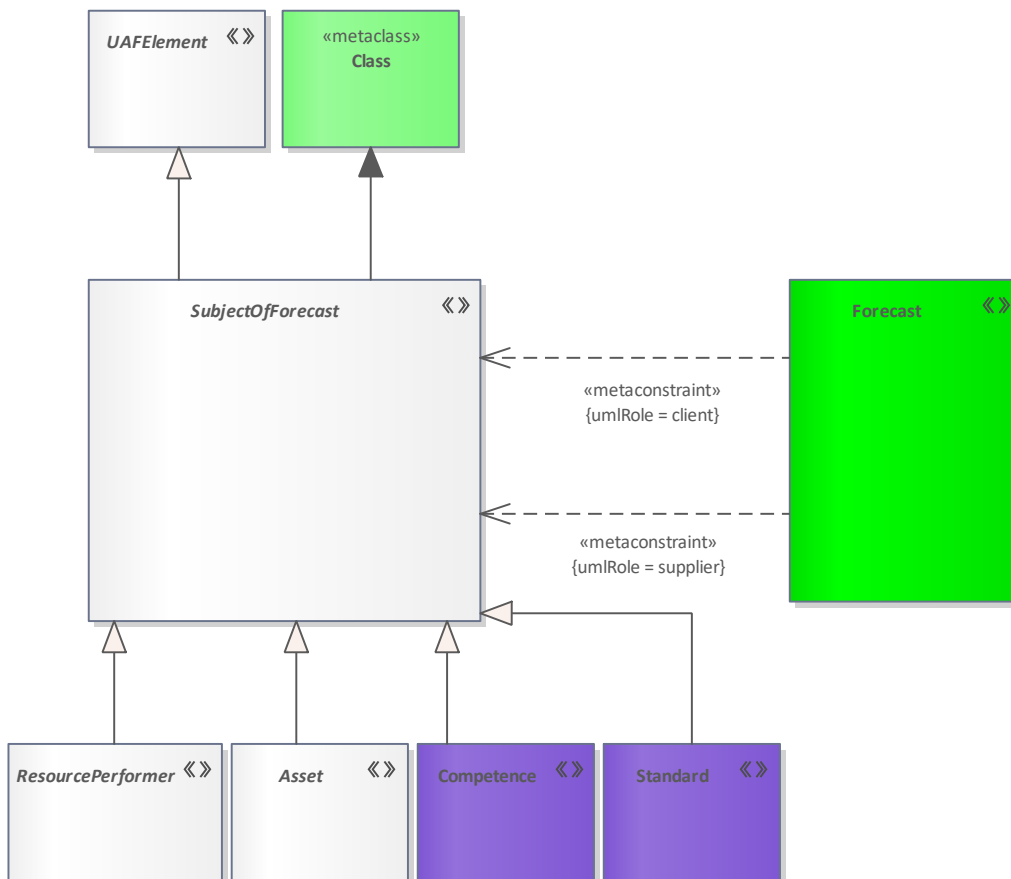 UAFElement «»
«metaclass»
Class
SubjectOfForecast «»
Forecast «»
«metaconstraint»
{umlRole = client}
«metaconstraint»
{umlRole = supplier}
ResourcePerformer «»
Asset «»
Competence «»
Standard «»